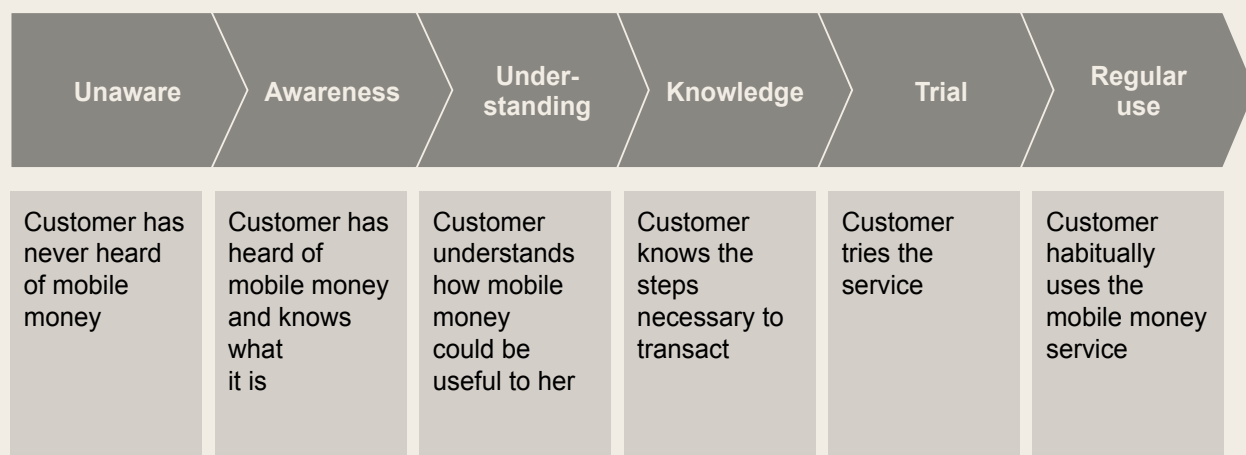 Unaware
Awareness
Under-
standing
Knowledge
Trial
Regular
use
Customer has
never heard
of mobile
money
Customer has
heard of
mobile money
and knows
what
it is
Customer
understands
how mobile
money
could be
useful to her
Customer
knows the
steps
necessary to
transact
Customer
tries the
service
Customer
habitually
uses the
mobile money
service